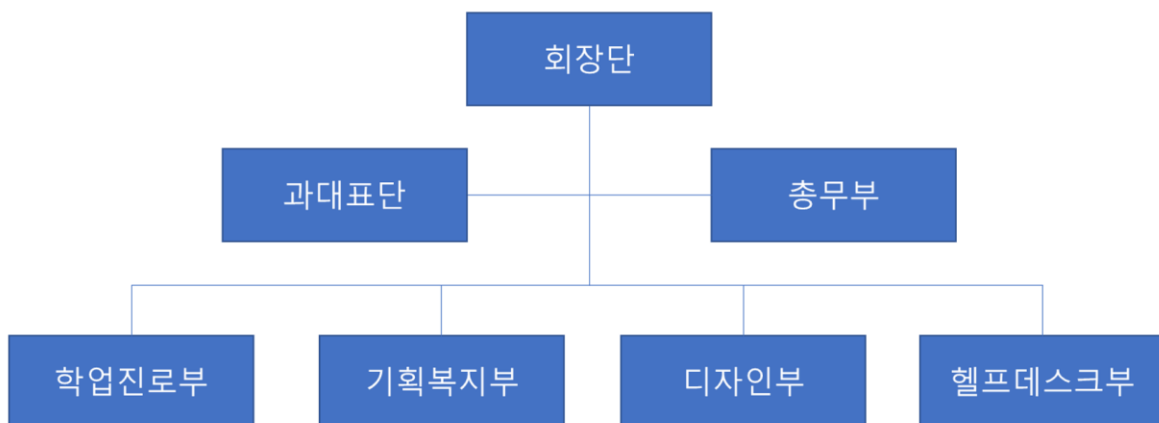 회장단
과대표단
총무부
학업진로부
기획복지부
디자인부
헬프데스크부